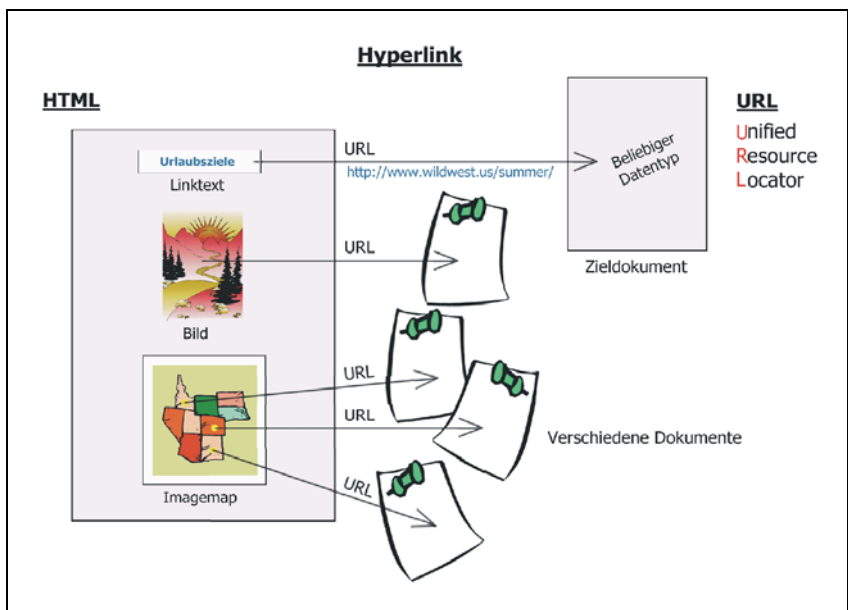 Hyperlink
HTML
URL
Unified
Resource
Locator
Urlaubsziele
Linktext
URL
http://www.wildwest.us/summer/
Beliebiger
Datentyp
Zieldokument
URL
Bild
URL
URL
URL
Imagemap
Verschiedene Dokumente